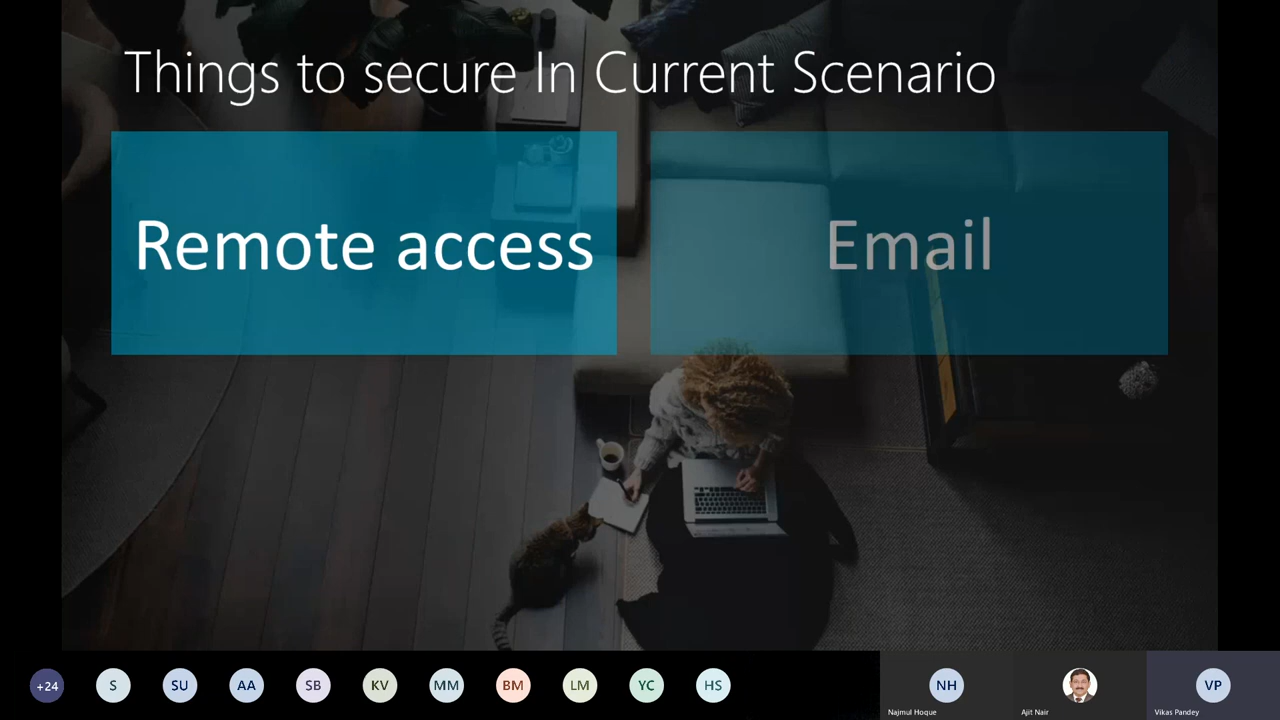 Things to secure In Current Scenario
Remote access
Email
+24
S
SU
AA
SB
KV
MM
BM
LM
YC
HS
NH
VP
Najmul Hoque
Ajit Nair
Vikas Pandey